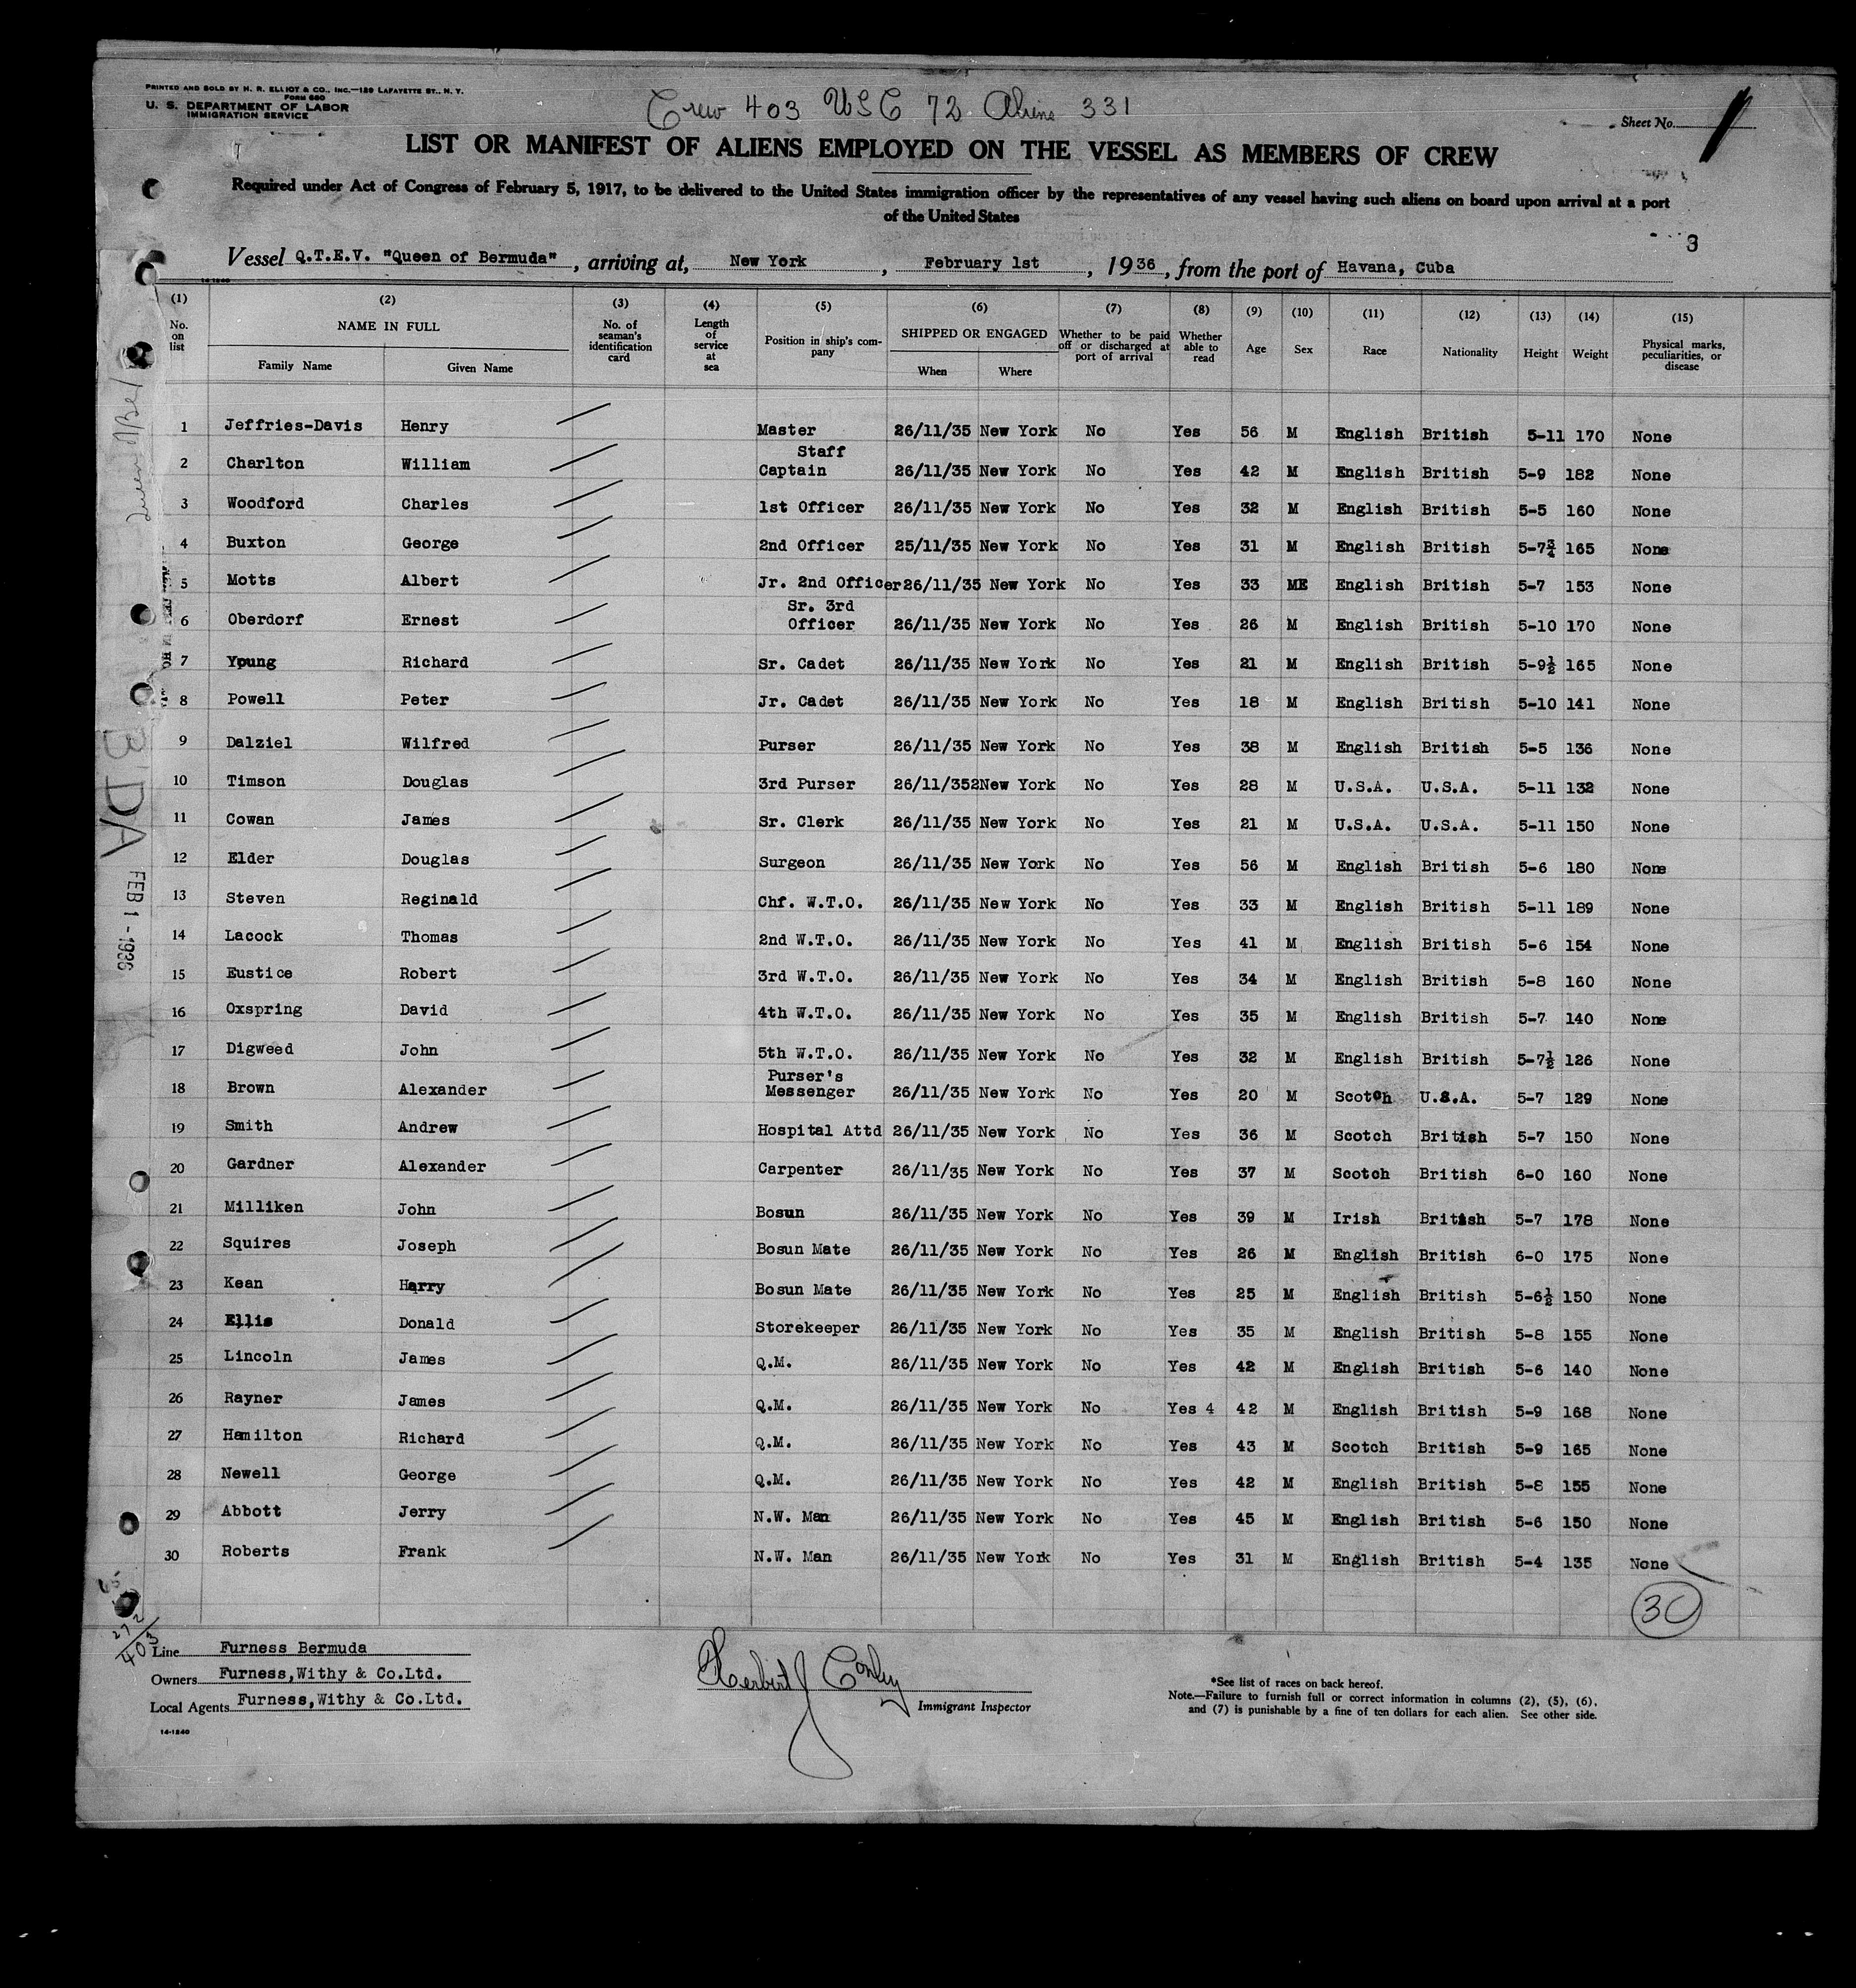 PRINTED AND SOLD BY H. R. ELLIOT & CO., INC.—129 LAFAYETTE ST., N. Y.
FORM 680
U. S. DEPARTMENT OF LABOR
IMMIGRATION SERVICE
Crew 403 USC 72 Aliens 331
Sheet No. 1
LIST OR MANIFEST OF ALIENS EMPLOYED ON THE VESSEL AS MEMBERS OF CREW
Required under Act of Congress of February 5, 1917, to be delivered to the United States immigration officer by the representatives of any vessel having such aliens on board upon arrival at a port
of the United States
3
Vessel Q.T.E.V. "Queen of Bermuda", arriving at, New York, February 1st, 1936, from the port of Havana, Cuba
(1) No. on list (2) NAME IN FULL Family Name Given Name (3) No. of seaman's identification card (4) Length of service at sea (5) Position in ship's company (6) SHIPPED OR ENGAGED When Where (7) Whether to be paid off or discharged at port of arrival (8) Whether able to read (9) Age (10) Sex (11) Race (12) Nationality (13) Height (14) Weight (15) Physical marks, peculiarities, or disease
1 Jeffries-Davis Henry Master 26/11/35 New York No Yes 56 M English British 5-11 170 None
2 Charlton William Staff Captain 26/11/35 New York No Yes 42 M English British 5-9 182 None
3 Woodford Charles 1st Officer 26/11/35 New York No Yes 32 M English British 5-5 160 None
4 Buxton George 2nd Officer 25/11/35 New York No Yes 31 M English British 5-7¾ 165 None
5 Motts Albert Jr. 2nd Officer 26/11/35 New York No Yes 33 ME English British 5-7 153 None
6 Oberdorf Ernest Sr. 3rd Officer 26/11/35 New York No Yes 26 M English British 5-10 170 None
7 Young Richard Sr. Cadet 26/11/35 New York No Yes 21 M English British 5-9½ 165 None
8 Powell Peter Jr. Cadet 26/11/35 New York No Yes 18 M English British 5-10 141 None
9 Dalziel Wilfred Purser 26/11/35 New York No Yes 38 M English British 5-5 136 None
10 Timson Douglas 3rd Purser 26/11/352New York No Yes 28 M U.S.A. U.S.A. 5-11 132 None
11 Cowan James Sr. Clerk 26/11/35 New York No Yes 21 M U.S.A. U.S.A. 5-11 150 None
12 Elder Douglas Surgeon 26/11/35 New York No Yes 56 M English British 5-6 180 None
13 Steven Reginald Chf. W.T.O. 26/11/35 New York No Yes 33 M English British 5-11 189 None
14 Lacock Thomas 2nd W.T.O. 26/11/35 New York No Yes 41 M English British 5-6 154 None
15 Eustice Robert 3rd W.T.O. 26/11/35 New York No Yes 34 M English British 5-8 160 None
16 Oxspring David 4th W.T.O. 26/11/35 New York No Yes 35 M English British 5-7 140 None
17 Digweed John 5th W.T.O. 26/11/35 New York No Yes 32 M English British 5-7½ 126 None
18 Brown Alexander Purser's Messenger 26/11/35 New York No Yes 20 M Scotch U.S.A. 5-7 129 None
19 Smith Andrew Hospital Attd 26/11/35 New York No Yes 36 M Scotch British 5-7 150 None
20 Gardner Alexander Carpenter 26/11/35 New York No Yes 37 M Scotch British 6-0 160 None
21 Milliken John Bosun 26/11/35 New York No Yes 39 M Irish British 5-7 178 None
22 Squires Joseph Bosun Mate 26/11/35 New York No Yes 26 M English British 6-0 175 None
23 Kean Harry Bosun Mate 26/11/35 New York No Yes 25 M English British 5-6½ 150 None
24 Ellis Donald Storekeeper 26/11/35 New York No Yes 35 M English British 5-8 155 None
25 Lincoln James Q.M. 26/11/35 New York No Yes 42 M English British 5-6 140 None
26 Rayner James Q.M. 26/11/35 New York No Yes 4 42 M English British 5-9 168 None
27 Hamilton Richard Q.M. 26/11/35 New York No Yes 43 M Scotch British 5-9 165 None
28 Newell George Q.M. 26/11/35 New York No Yes 42 M English British 5-8 155 None
29 Abbott Jerry N.W. Man 26/11/35 New York No Yes 45 M English British 5-6 150 None
30 Roberts Frank N.W. Man 26/11/35 New York No Yes 31 M English British 5-4 135 None
30
B'DA
FEB 1 - 1936
403
Line Furness Bermuda
Owners Furness,Withy & Co.Ltd.
Local Agents Furness,Withy & Co.Ltd.
14-1240
Herbert J Conley
Immigrant Inspector
*See list of races on back hereof.
Note.—Failure to furnish full or correct information in columns (2), (5), (6),
and (7) is punishable by a fine of ten dollars for each alien. See other side.